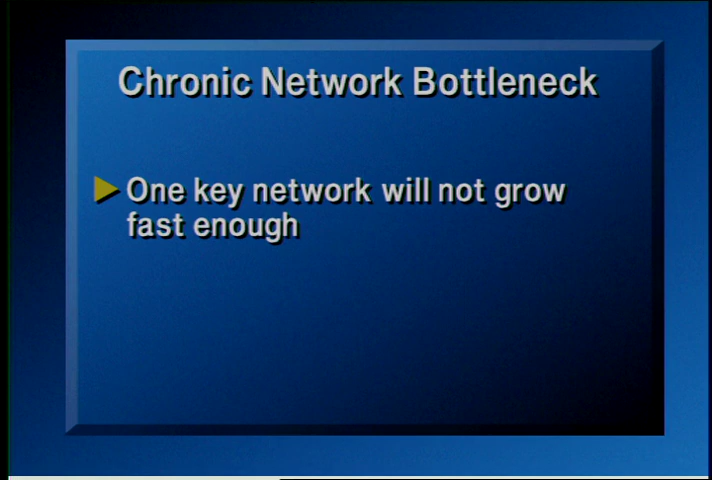 Chronic Network Bottleneck
One key network will not grow
fast enough